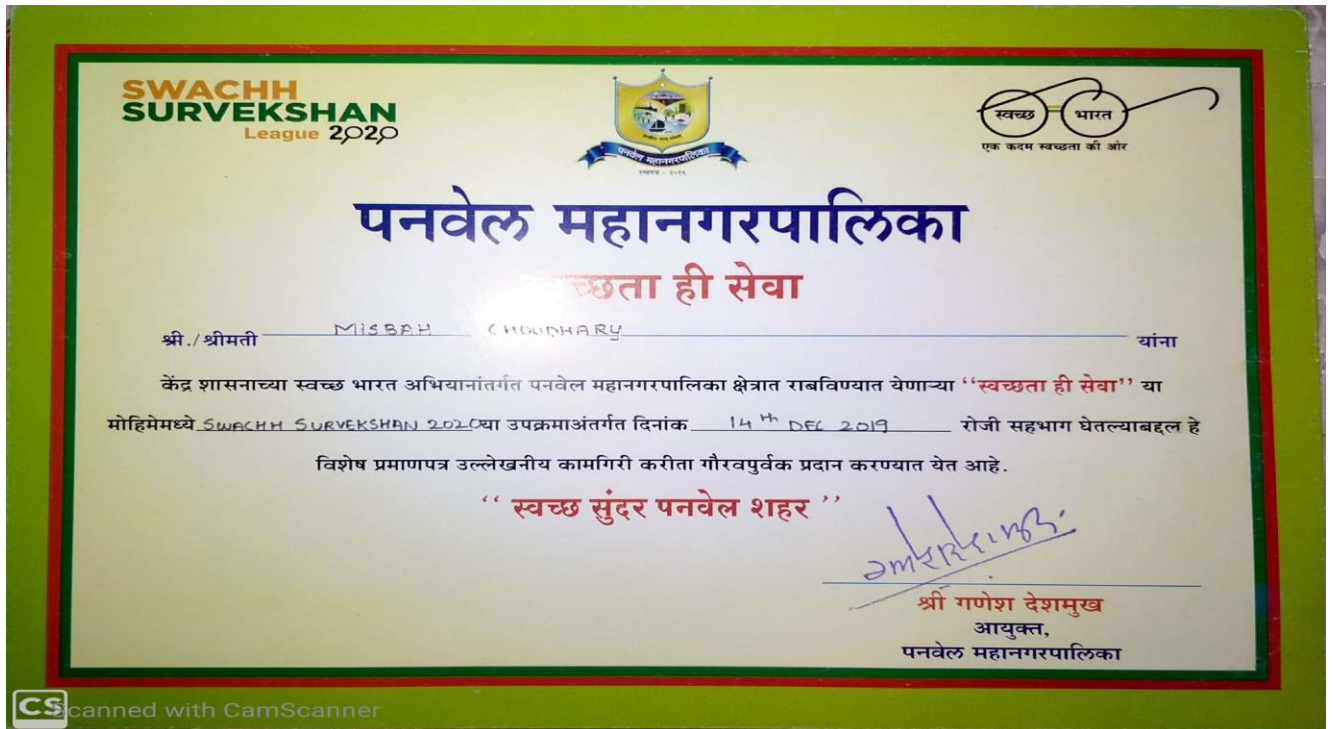 SWACHH
SURVEKSHAN
League 2020
पनवेल महानगरपालिका
स्वच्छ भारत
एक कदम स्वच्छता की ओर
पनवेल महानगरपालिका
च्छता ही सेवा
श्री./श्रीमती MISBAH CHOUDHARY यांना
केंद्र शासनाच्या स्वच्छ भारत अभियानांतर्गत पनवेल महानगरपालिका क्षेत्रात राबविण्यात येणाऱ्या ‘‘स्वच्छता ही सेवा’’ या
मोहिमेमध्ये SWACHH SURVEKSHAN 2020 च्या उपक्रमाअंतर्गत दिनांक 14th DEC 2019 रोजी सहभाग घेतल्याबद्दल हे
विशेष प्रमाणपत्र उल्लेखनीय कामगिरी करीता गौरवपुर्वक प्रदान करण्यात येत आहे.
‘‘ स्वच्छ सुंदर पनवेल शहर ’’
श्री गणेश देशमुख
आयुक्त,
पनवेल महानगरपालिका
CS Scanned with CamScanner